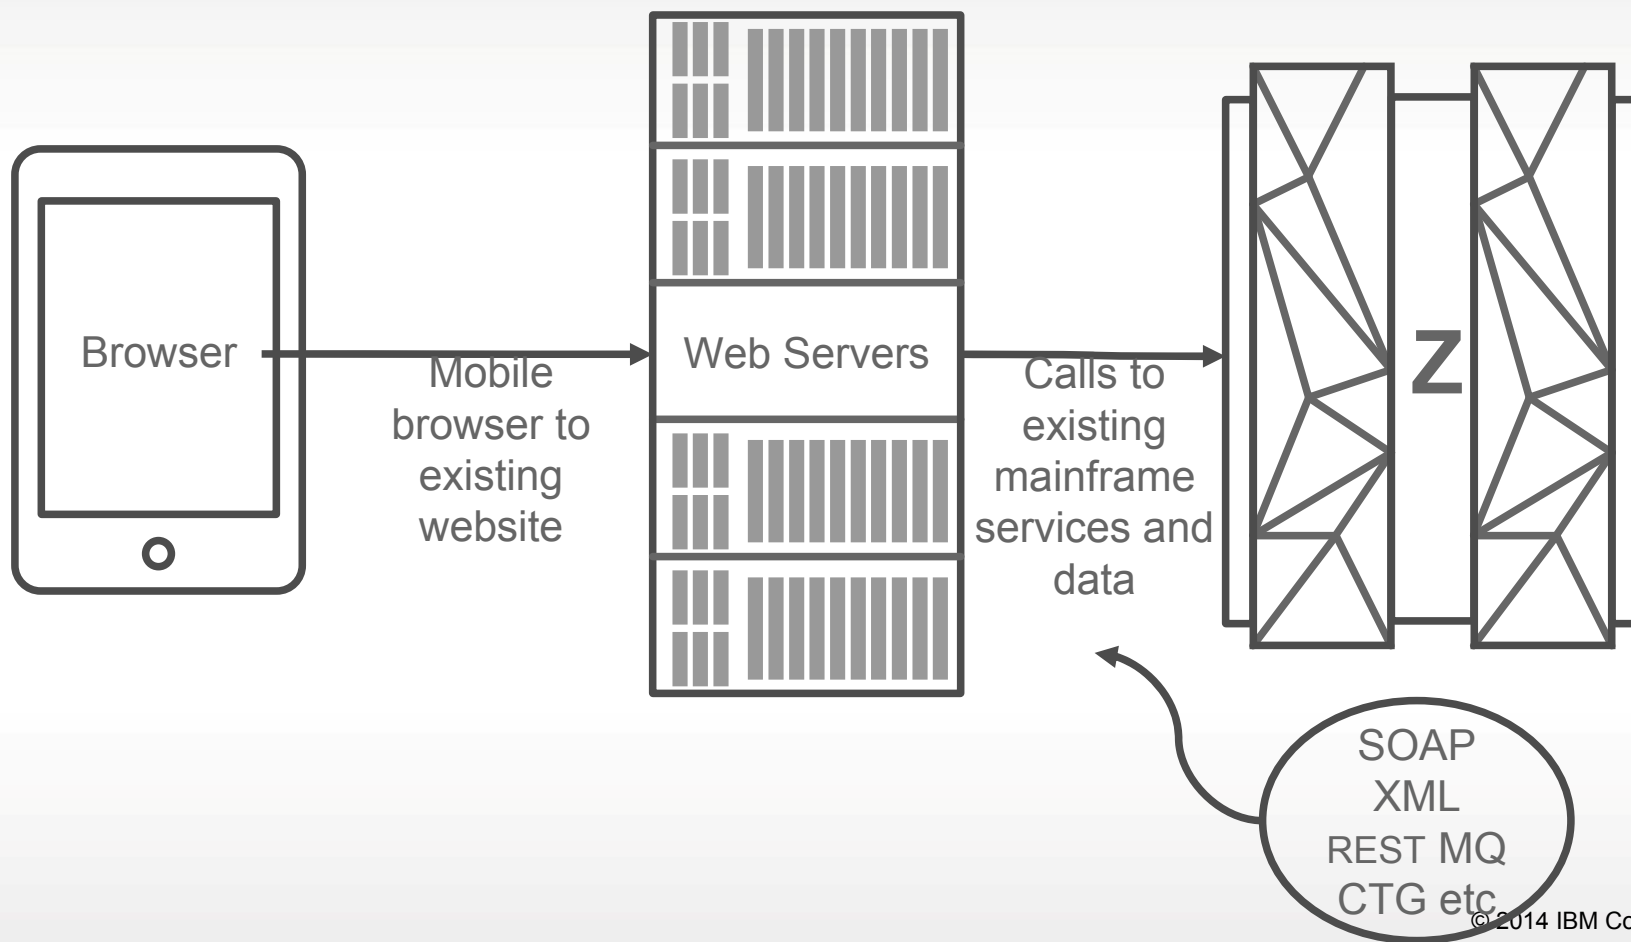 Browser
Mobile
browser to
existing
website
Web Servers
Calls to
existing
mainframe
services and
data
Z
SOAP
XML
REST MQ
CTG etc
© 2014 IBM Co